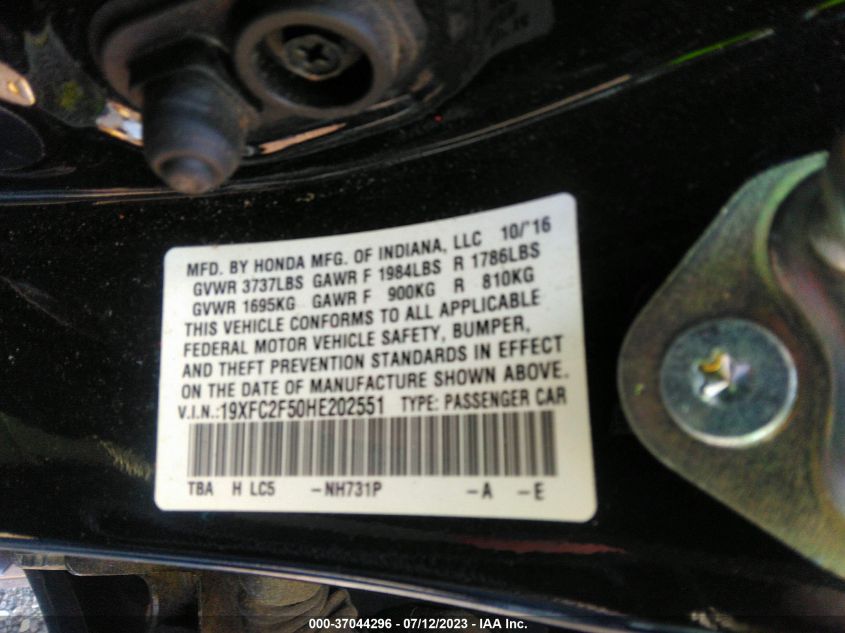 MFD. BY HONDA MFG. OF INDIANA, LLC 10/'16
GVWR 3737LBS GAWR F 1984LBS R 1786LBS
GVWR 1695KG GAWR F 900KG R 810KG
THIS VEHICLE CONFORMS TO ALL APPLICABLE
FEDERAL MOTOR VEHICLE SAFETY, BUMPER,
AND THEFT PREVENTION STANDARDS IN EFFECT
ON THE DATE OF MANUFACTURE SHOWN ABOVE.
V.I.N.:19XFC2F50HE202551 TYPE: PASSENGER CAR
TBA H LC5 -NH731P -A -E
000-37044296 - 07/12/2023 - IAA Inc.